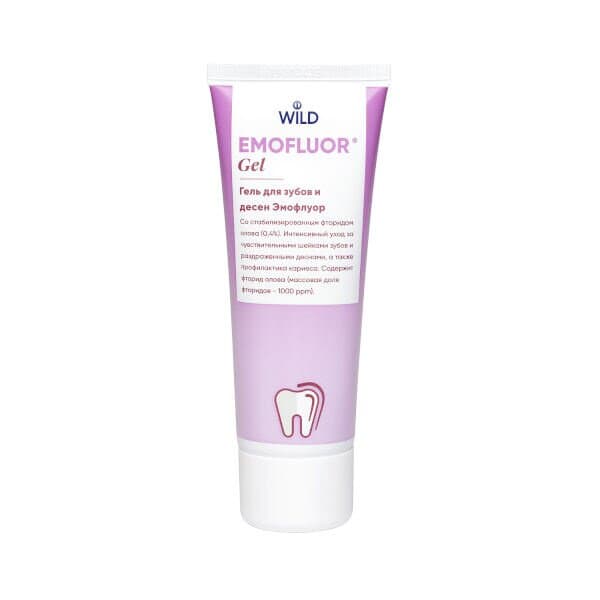 WILD
EMOFLUOR®
Gel
Гель для зубов и
десен Эмофлуор
Со стабилизированным фторидом
олова (0,4%). Интенсивный уход за
чувствительными шейками зубов и
раздраженными деснами, а также
профилактика кариеса. Содержит
фторид олова (массовая доля
фторидов - 1000 ppm).